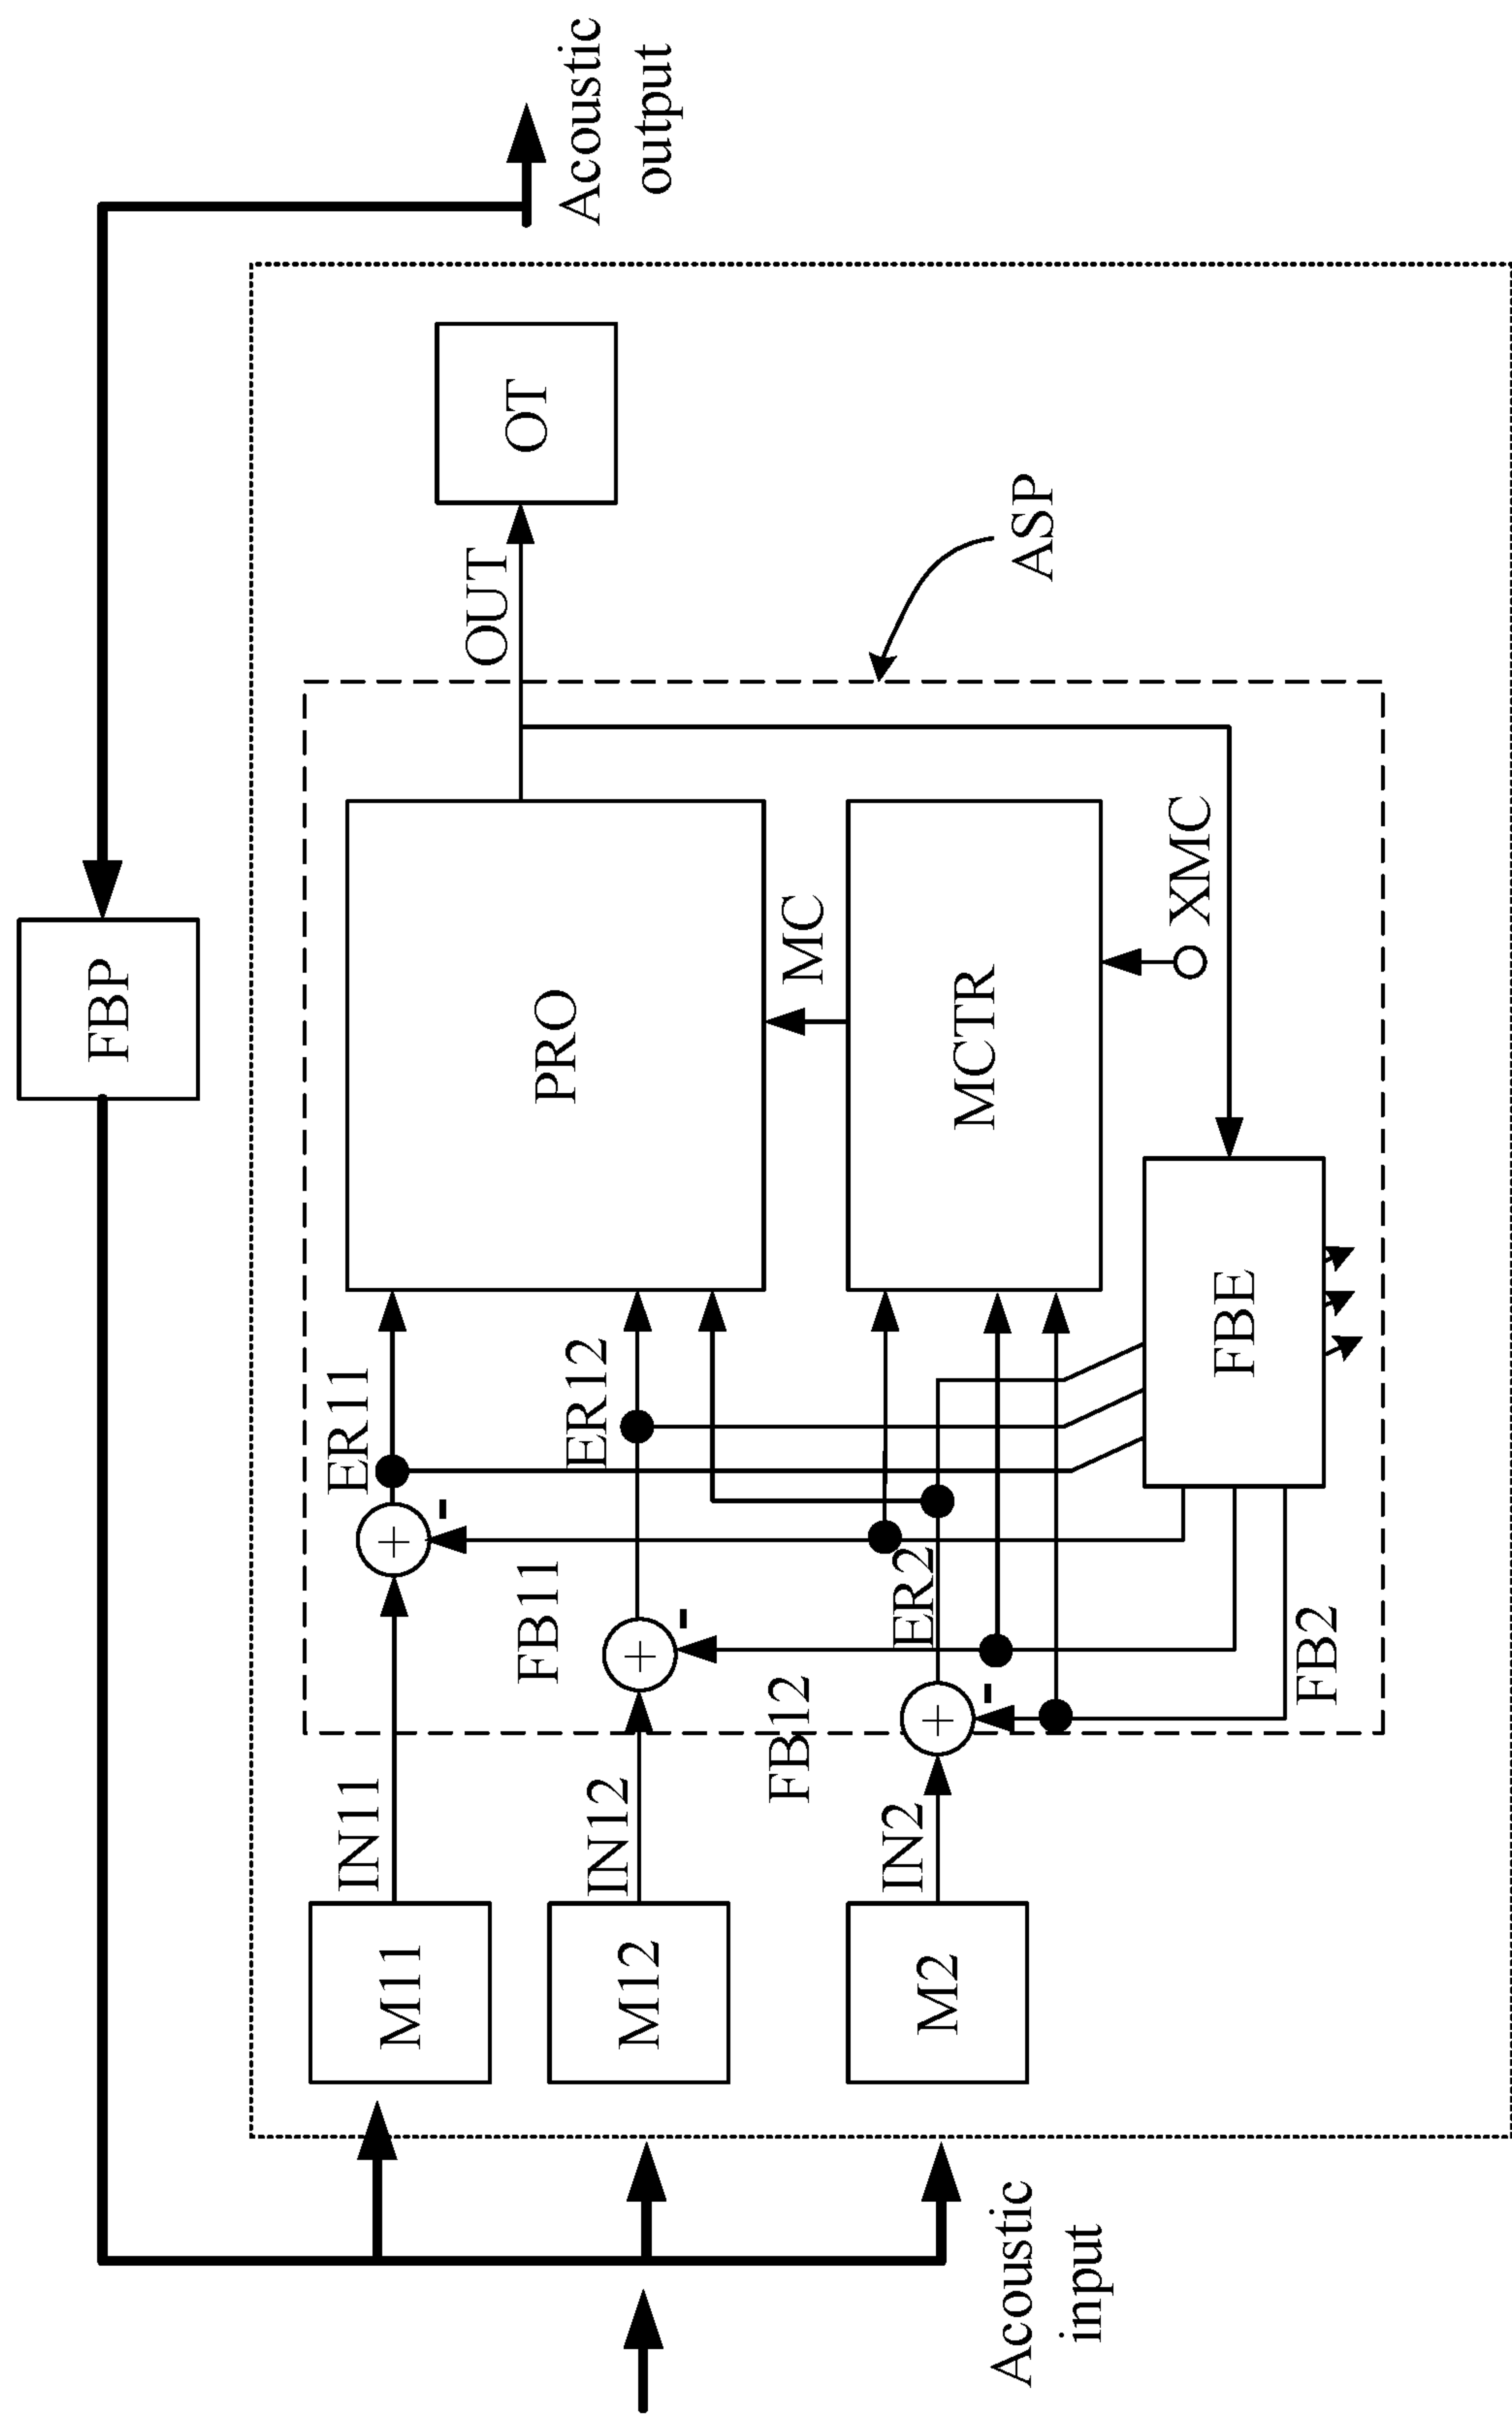 FBP
Acoustic
output
M11
IN11
ER11
PRO
OUT
OT
M12
IN12
FB11
ER12
MC
M2
IN2
FB12
ER2
MCTR
ASP
XMC
FBE
FB2
Acoustic
input
+
-
+
-
+
-